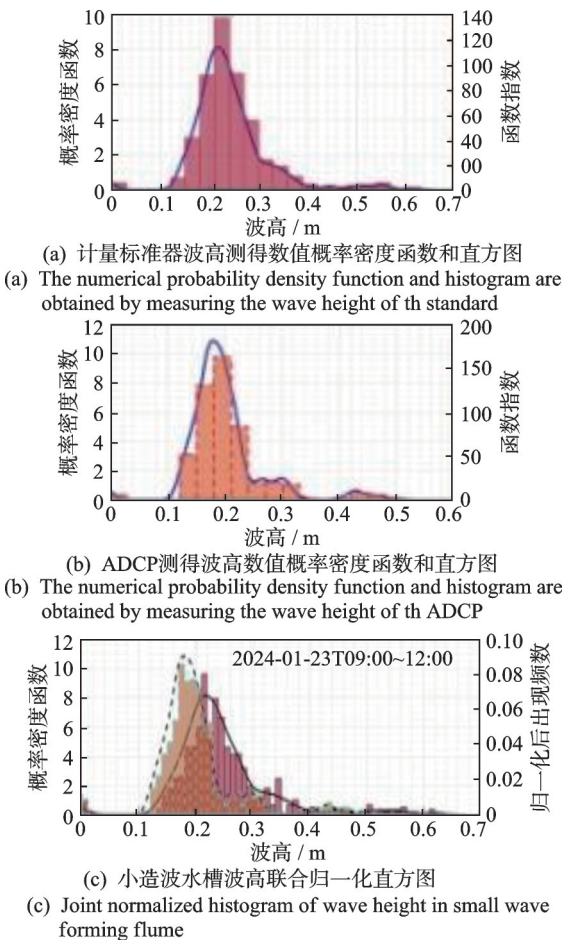 10
8
6
4
2
0
概率密度函数
140
120
100
80
60
40
00
0
函数指数
0 0.1 0.2 0.3 0.4 0.5 0.6 0.7
波高 / m
(a) 计量标准器波高测得数值概率密度函数和直方图
(a) The numerical probability density function and histogram are
obtained by measuring the wave height of th standard
12
10
8
6
4
2
0
概率密度函数
200
150
100
50
0
函数指数
0 0.1 0.2 0.3 0.4 0.5 0.6
波高 / m
(b) ADCP测得波高数值概率密度函数和直方图
(b) The numerical probability density function and histogram are
obtained by measuring the wave height of th ADCP
12
10
8
6
4
2
0
概率密度函数
2024-01-23T09:00~12:00
0.10
0.08
0.06
0.04
0.02
0
归一化后出现频数
0 0.1 0.2 0.3 0.4 0.5 0.6 0.7
波高 / m
(c) 小造波水槽波高联合归一化直方图
(c) Joint normalized histogram of wave height in small wave
forming flume